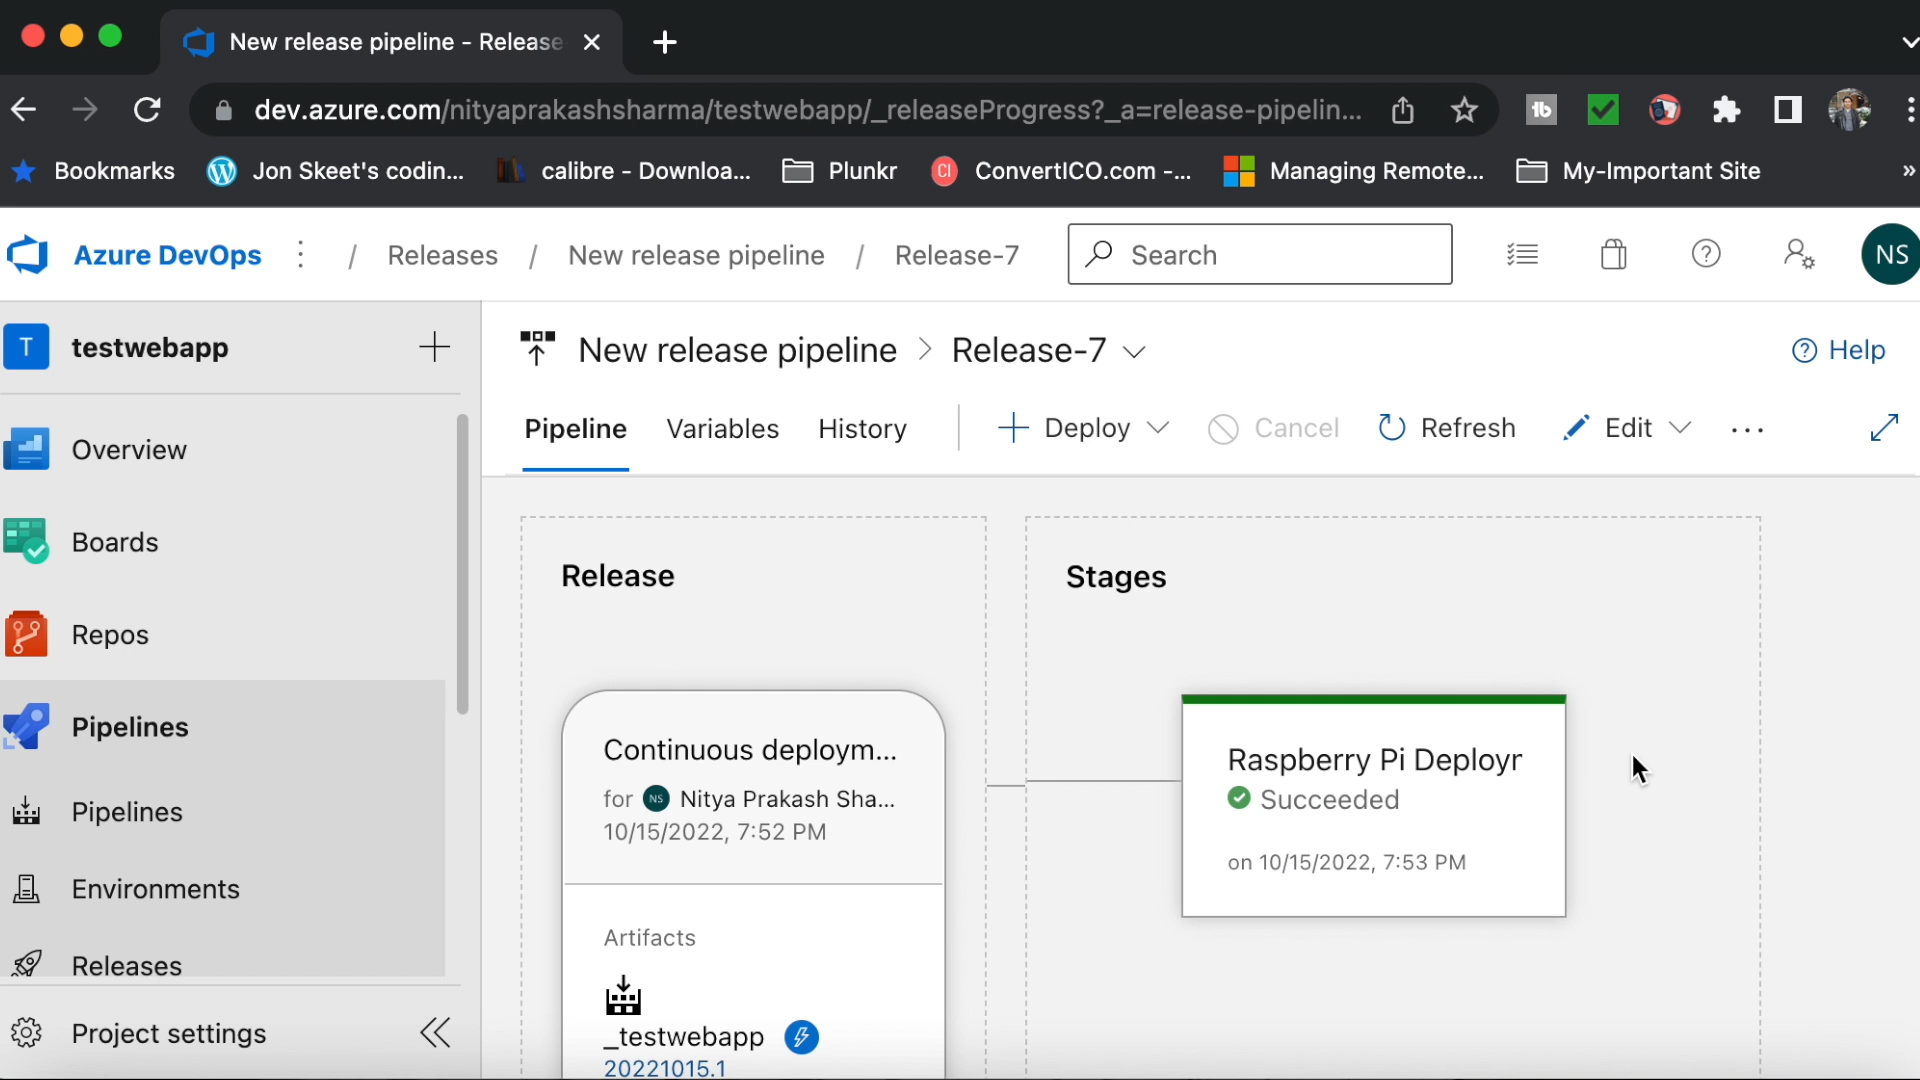 New release pipeline - Release
dev.azure.com/nityaprakashsharma/testwebapp/_releaseProgress?_a=release-pipelin...
Bookmarks
Jon Skeet's codin...
calibre - Downloa...
Plunkr
CI
ConvertICO.com -...
Managing Remote...
My-Important Site
»
Azure DevOps
/ Releases / New release pipeline / Release-7
Search
NS
T
testwebapp
New release pipeline > Release-7
Help
Overview
Boards
Repos
Pipelines
Pipelines
Environments
Releases
Project settings
Pipeline
Variables
History
Deploy
Cancel
Refresh
Edit
...
Release
Continuous deploym...
for NS Nitya Prakash Sha...
10/15/2022, 7:52 PM
Artifacts
_testwebapp
20221015.1
Stages
Raspberry Pi Deployr
Succeeded
on 10/15/2022, 7:53 PM